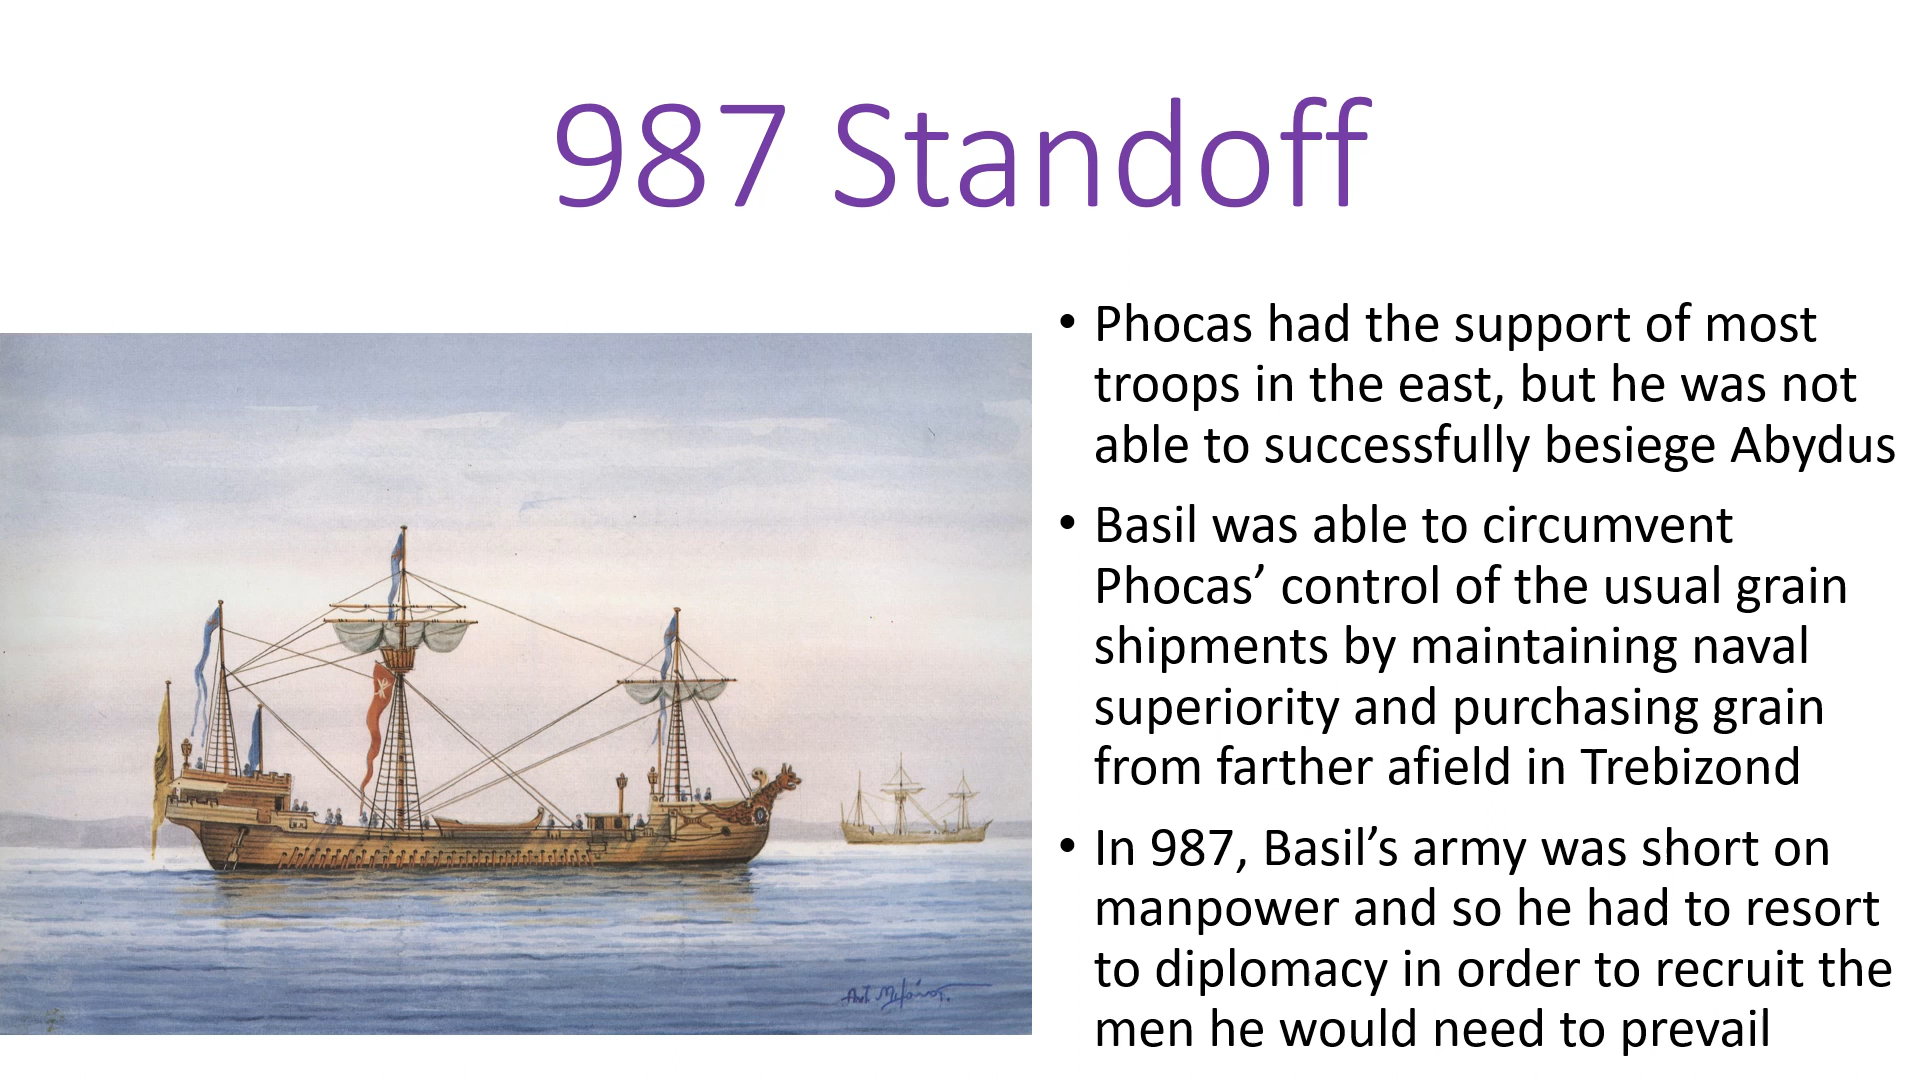 987 Standoff
• Phocas had the support of most
troops in the east, but he was not
able to successfully besiege Abydus
• Basil was able to circumvent
Phocas’ control of the usual grain
shipments by maintaining naval
superiority and purchasing grain
from farther afield in Trebizond
• In 987, Basil’s army was short on
manpower and so he had to resort
to diplomacy in order to recruit the
men he would need to prevail